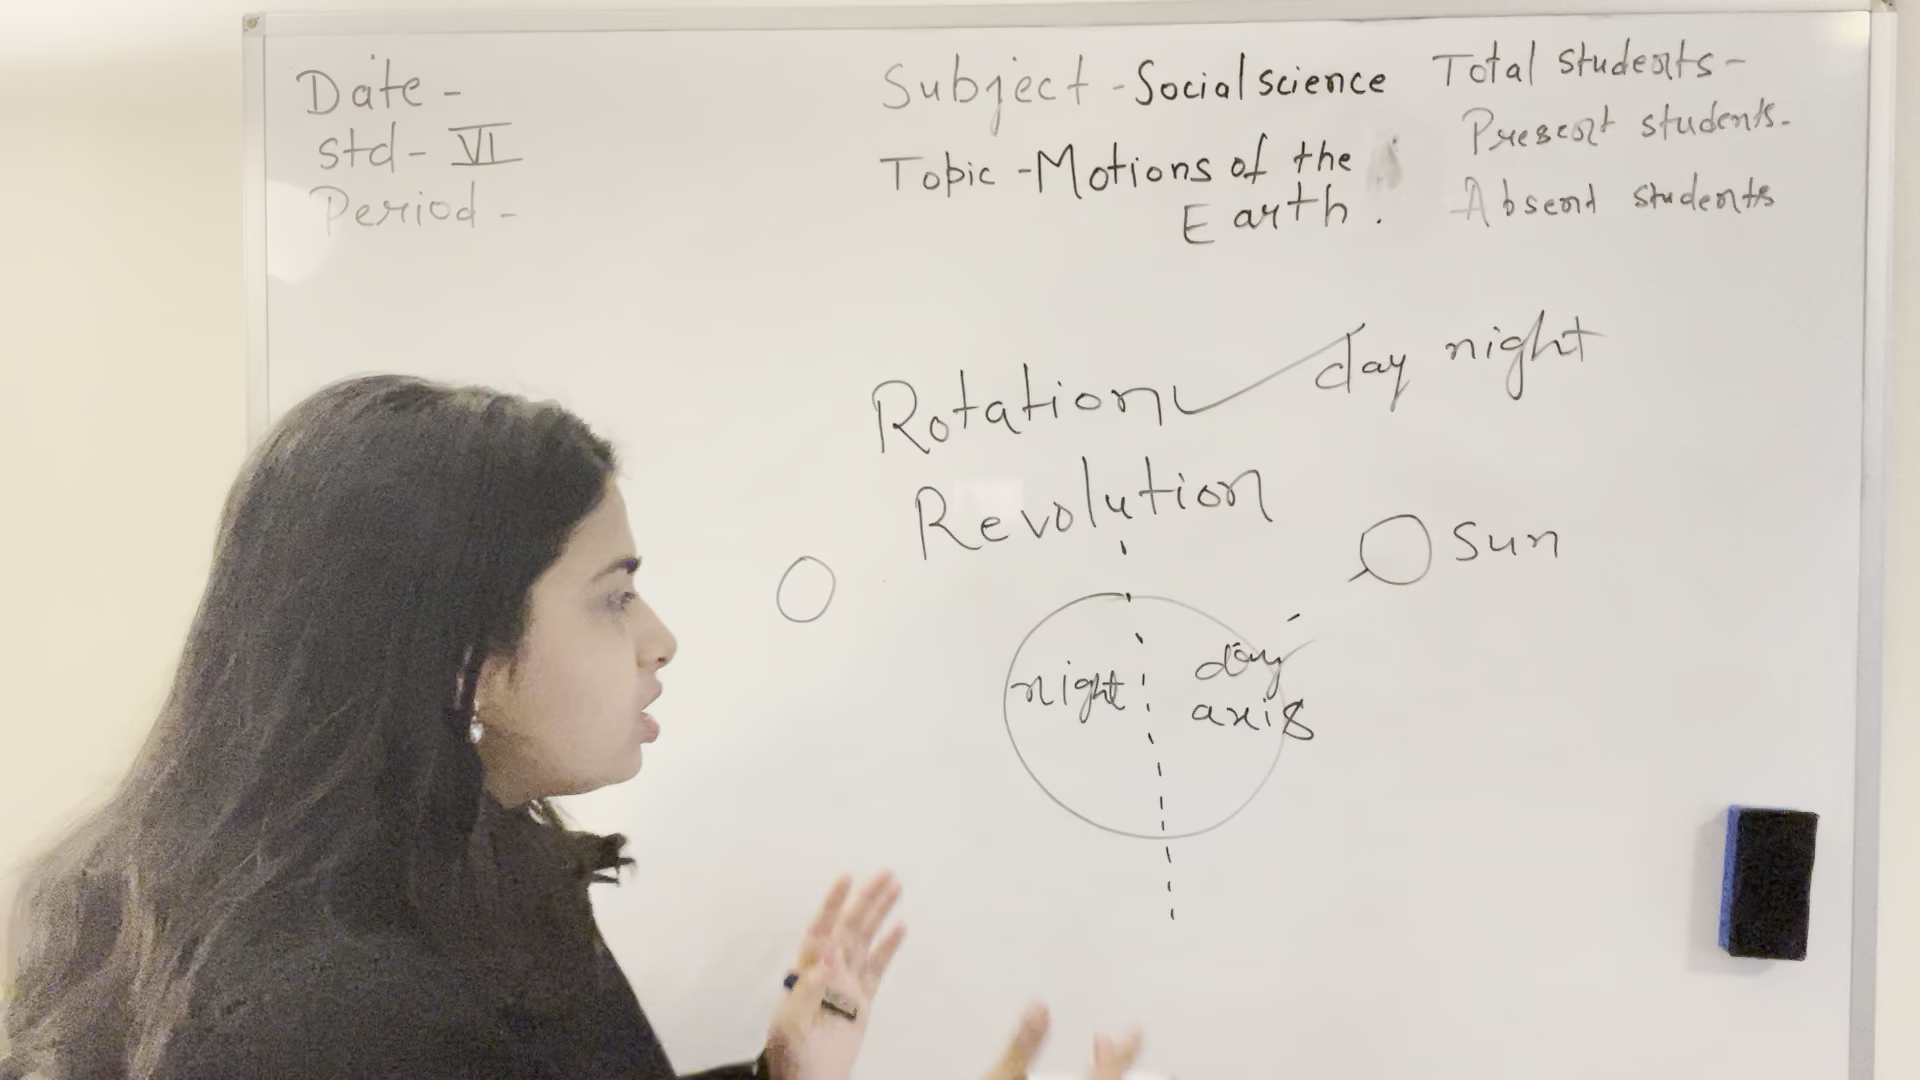 Date -
Std - VI
Period -
Subject - Social science
Topic - Motions of the
Earth.
Total students -
Present students.
Absent students
Rotation
day night
Revolution
Sun
night
day
axis